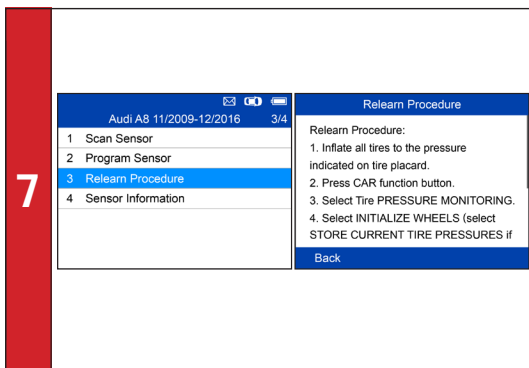 7
Audi A8 11/2009-12/2016 3/4
1 Scan Sensor
2 Program Sensor
3 Relearn Procedure
4 Sensor Information
Relearn Procedure
Relearn Procedure:
1. Inflate all tires to the pressure
indicated on tire placard.
2. Press CAR function button.
3. Select Tire PRESSURE MONITORING.
4. Select INITIALIZE WHEELS (select
STORE CURRENT TIRE PRESSURES if
Back